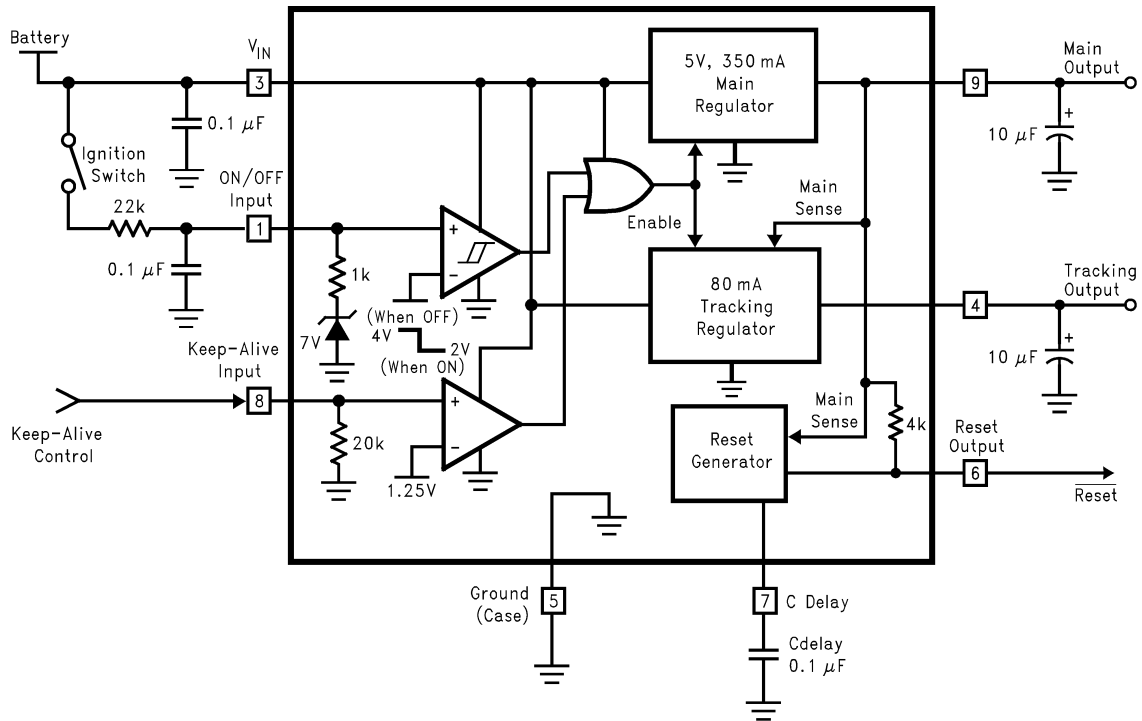 Battery
V_IN
3
0.1 μF
Ignition
Switch
ON/OFF
Input
22k
1
0.1 μF
1k
7V
(When OFF)
4V
2V
(When ON)
Keep-Alive
Input
8
Keep-Alive
Control
20k
1.25V
+
−
+
−
5V, 350 mA
Main
Regulator
Enable
Main
Sense
80 mA
Tracking
Regulator
Main
Sense
Reset
Generator
4k
9
Main
Output
+
10 μF
4
Tracking
Output
+
10 μF
Reset
Output
6
Reset
Ground
(Case)
5
7
C Delay
Cdelay
0.1 μF